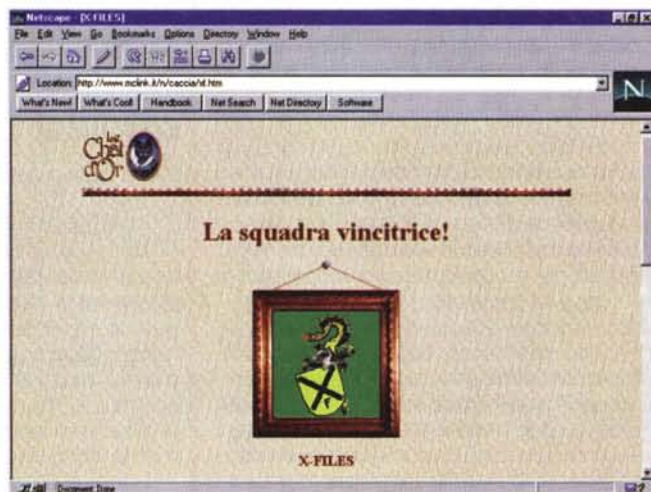 Netscape - [X-FILES]
File Edit View Go Bookmarks Options Directory Window Help
Location: http://www.mclink.it/n/caccia/xf.htm
What's New! What's Cool! Handbook Net Search Net Directory Software
N
Le Chat d'Or
La squadra vincitrice!
X-FILES
Document: Done